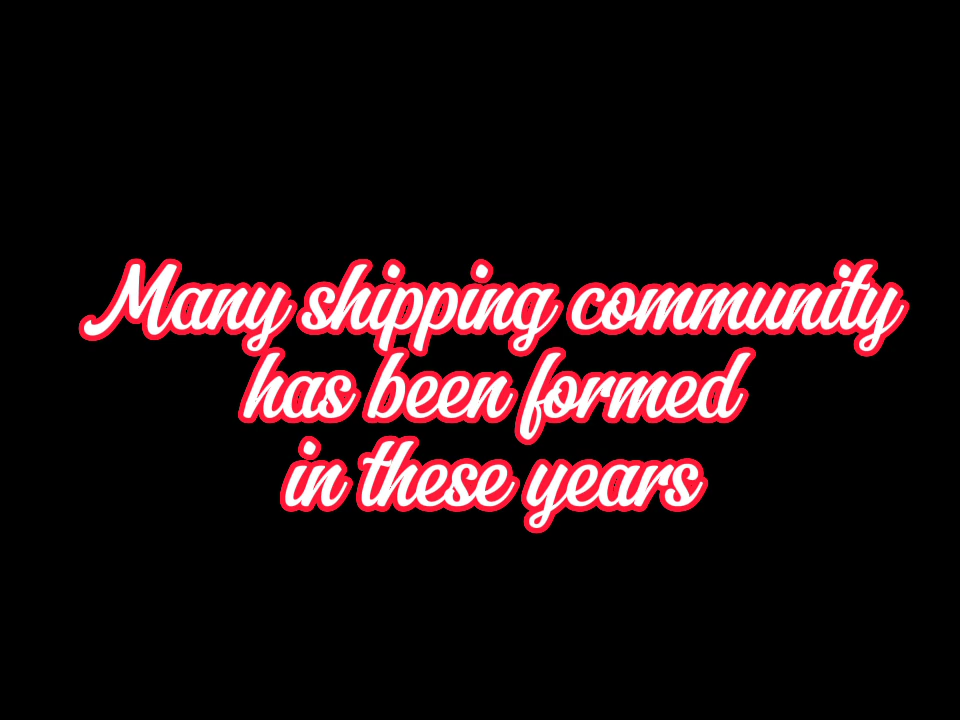 Many shipping community
has been formed
in these years